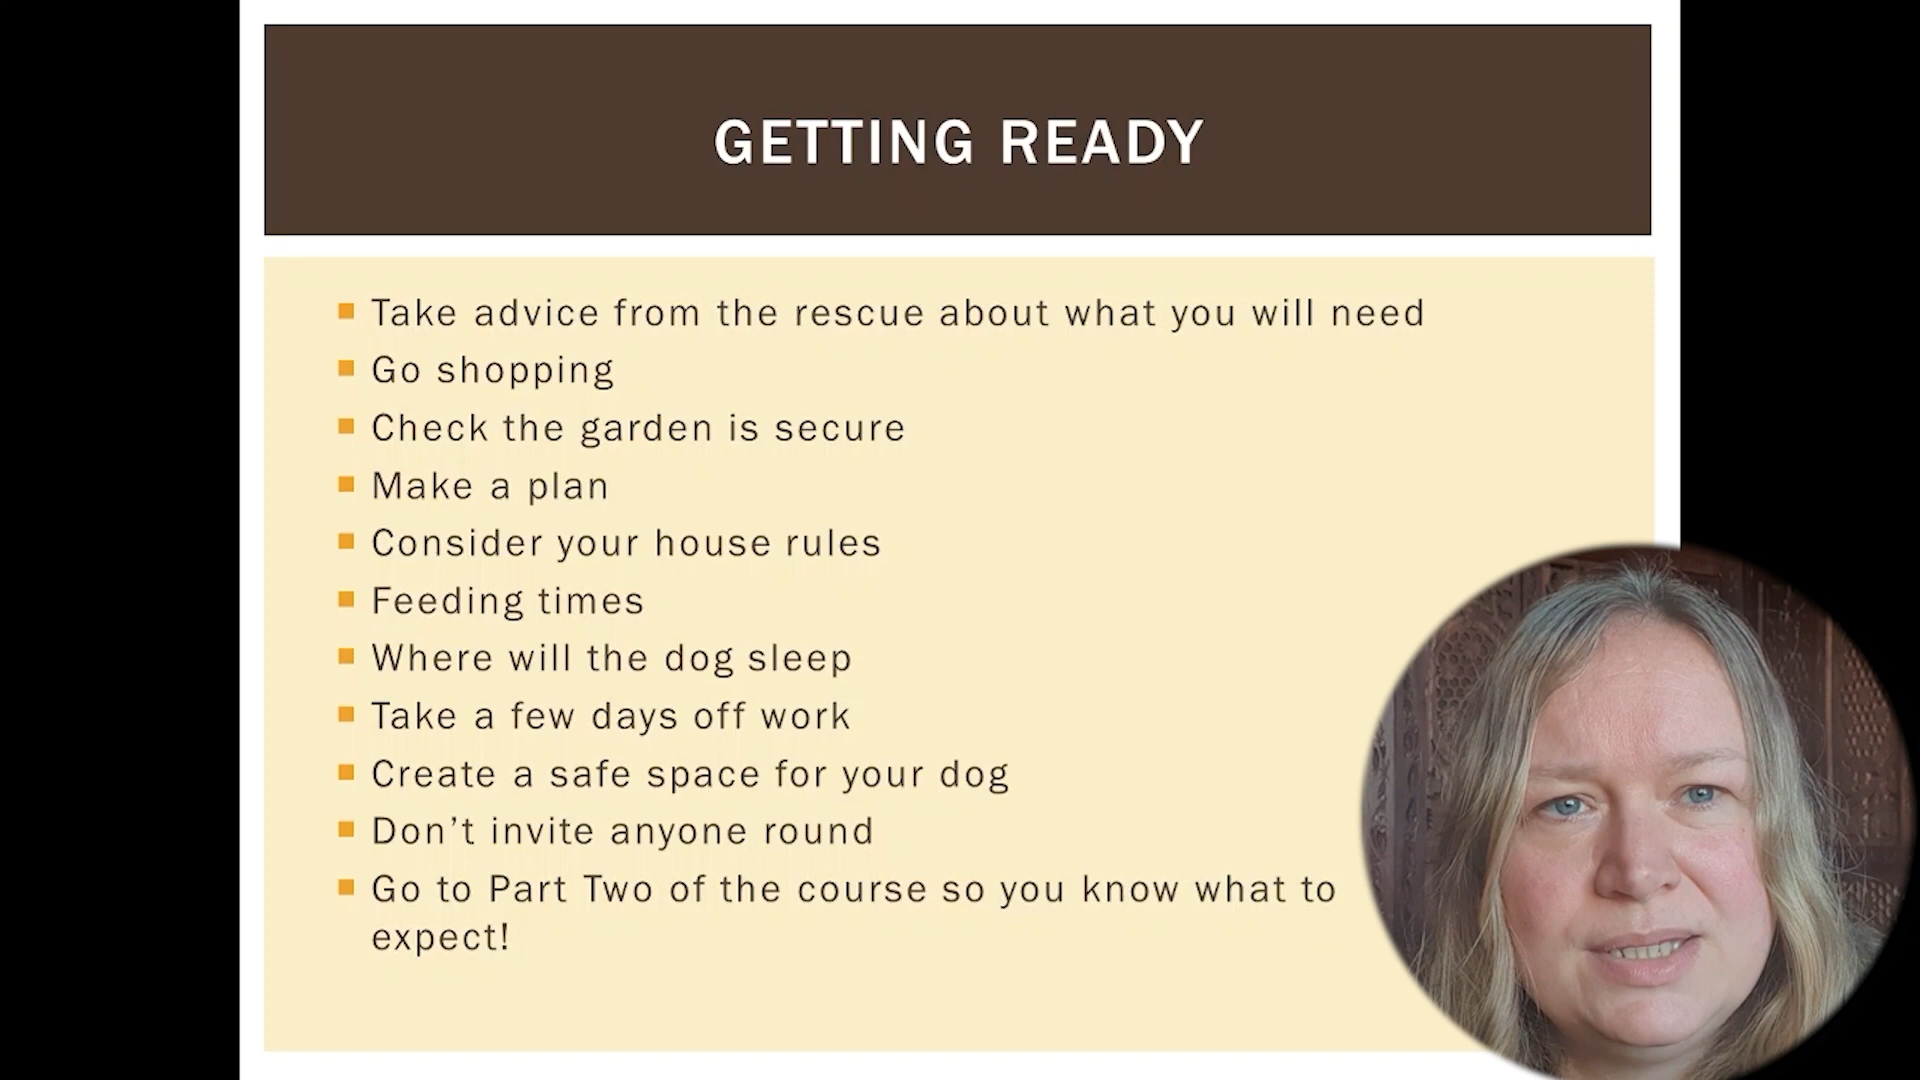 GETTING READY
Take advice from the rescue about what you will need
Go shopping
Check the garden is secure
Make a plan
Consider your house rules
Feeding times
Where will the dog sleep
Take a few days off work
Create a safe space for your dog
Don’t invite anyone round
Go to Part Two of the course so you know what to
expect!